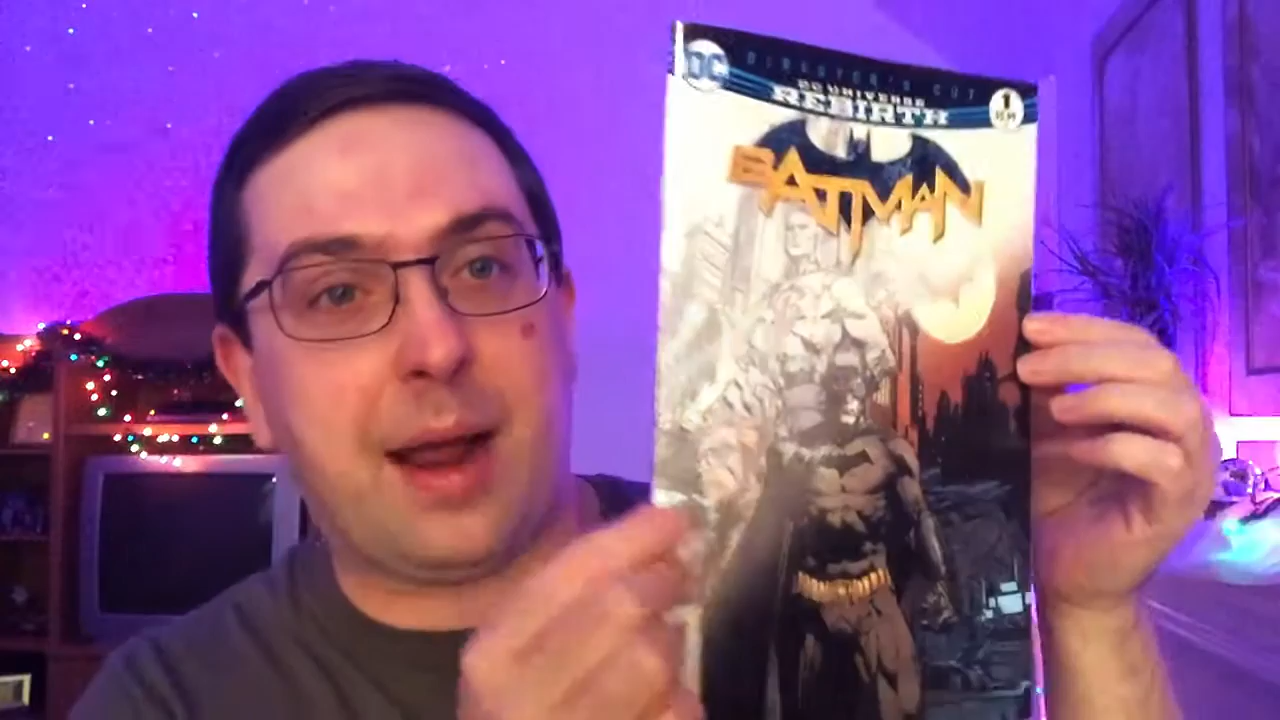 DC
DIRECTOR'S CUT
DC UNIVERSE
REBIRTH
1
BATMAN